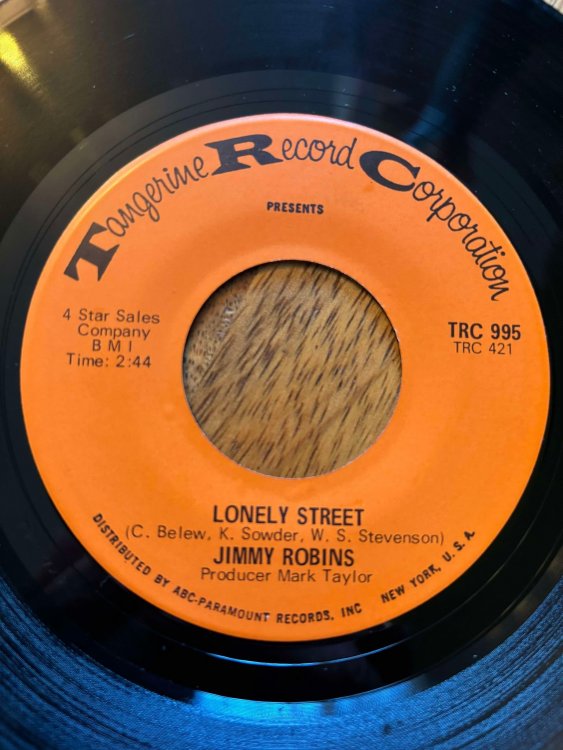 Tangerine Record Corporation
PRESENTS
4 Star Sales
Company
B M I
Time: 2:44
TRC 995
TRC 421
LONELY STREET
(C. Belew, K. Sowder, W. S. Stevenson)
JIMMY ROBINS
Producer Mark Taylor
DISTRIBUTED BY ABC-PARAMOUNT RECORDS, INC NEW YORK, U. S. A.